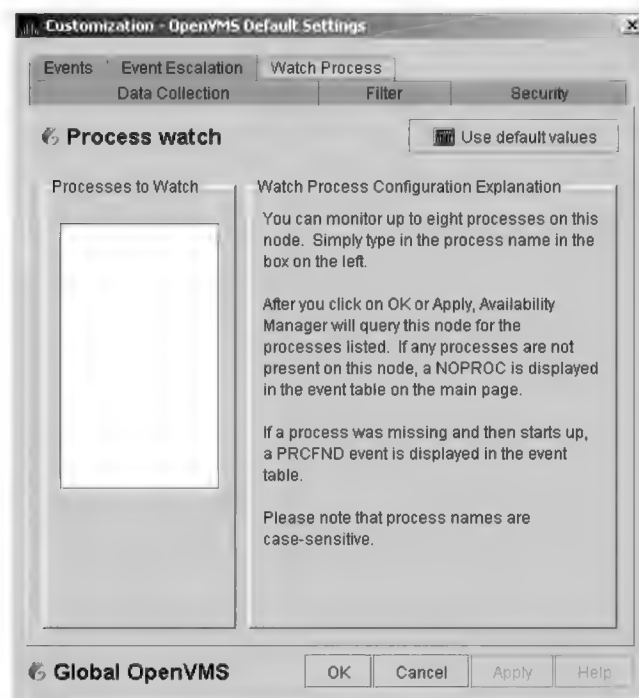 Customization - OpenVMS Default Settings
Events Event Escalation Watch Process
Data Collection Filter Security
Process watch Use default values
Processes to Watch
Watch Process Configuration Explanation
You can monitor up to eight processes on this
node. Simply type in the process name in the
box on the left.
After you click on OK or Apply, Availability
Manager will query this node for the
processes listed. If any processes are not
present on this node, a NOPROC is displayed
in the event table on the main page.
If a process was missing and then starts up,
a PRCFND event is displayed in the event
table.
Please note that process names are
case-sensitive.
Global OpenVMS OK Cancel Apply Help